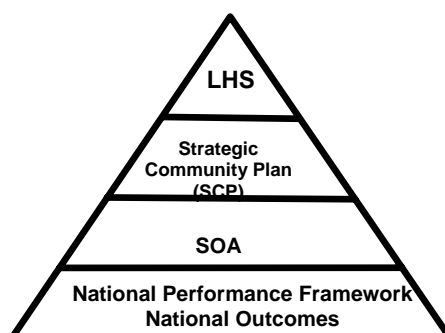 LHS
Strategic
Community Plan
(SCP)
SOA
National Performance Framework
National Outcomes